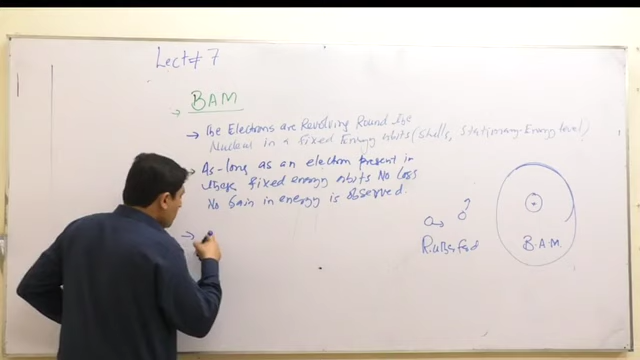 Lect# 7
BAM
→ The Electrons are Revolving Round the
Nucleus in a fixed Energy orbits (Shells, Stationary-Energy level)
As-long as an electron present in
these fixed energy orbits No loss
No Gain in energy is observed.
→
?
Rutherford
B.A.M.